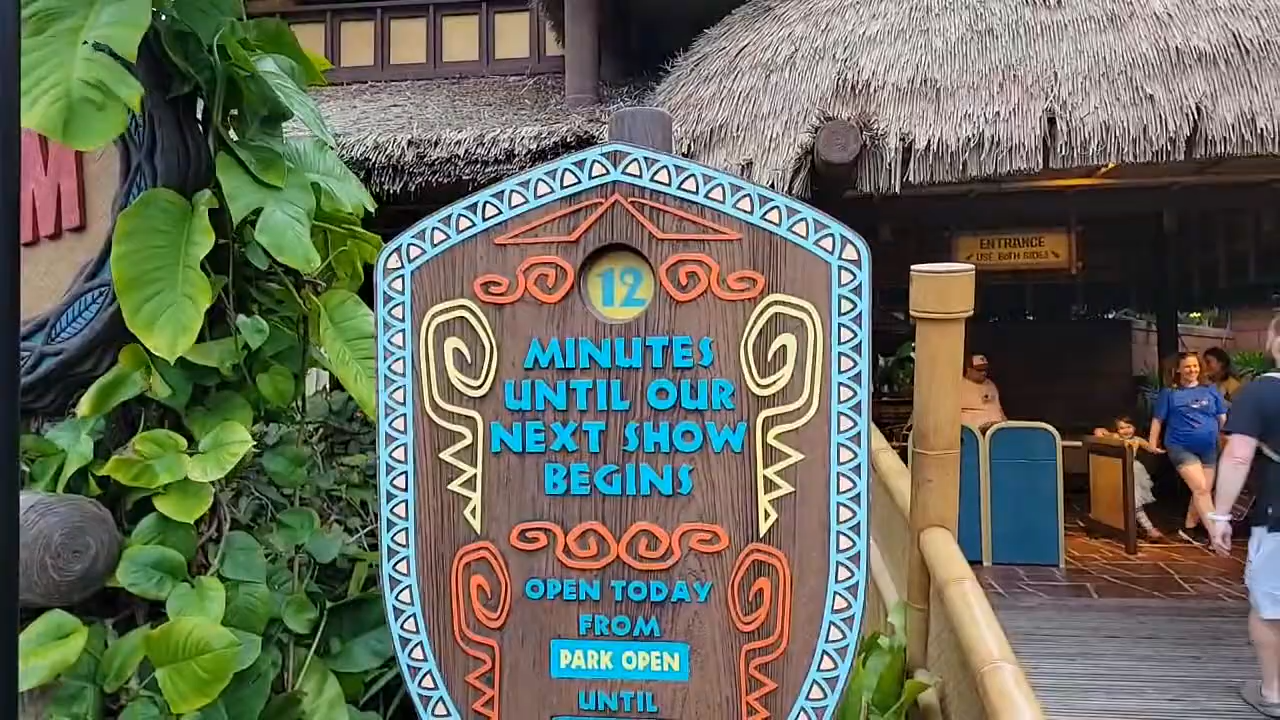 M
ENTRANCE
USE BOTH SIDES
12
MINUTES
UNTIL OUR
NEXT SHOW
BEGINS
OPEN TODAY
FROM
PARK OPEN
UNTIL